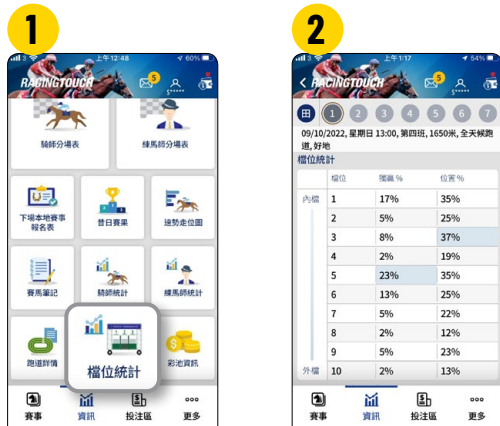 1
上午12:48
60%
RACINGTOUCH
5
騎師分場表
練馬師分場表
下場本地賽事
報名表
昔日賽果
速勢走位圖
賽馬筆記
騎師統計
練馬師統計
跑道詳情
檔位統計
彩池資訊
賽事
資訊
投注區
更多
2
上午1:17
54%
RACINGTOUCH
5
1 2 3 4 5 6 7
09/10/2022, 星期日 13:00, 第四班, 1650米, 全天候跑
道, 好地
檔位統計
檔位 獨贏 % 位置 %
內檔 1 17% 35%
2 5% 25%
3 8% 37%
4 2% 19%
5 23% 35%
6 13% 25%
7 5% 22%
8 2% 12%
9 5% 23%
外檔 10 2% 13%
賽事
資訊
投注區
更多